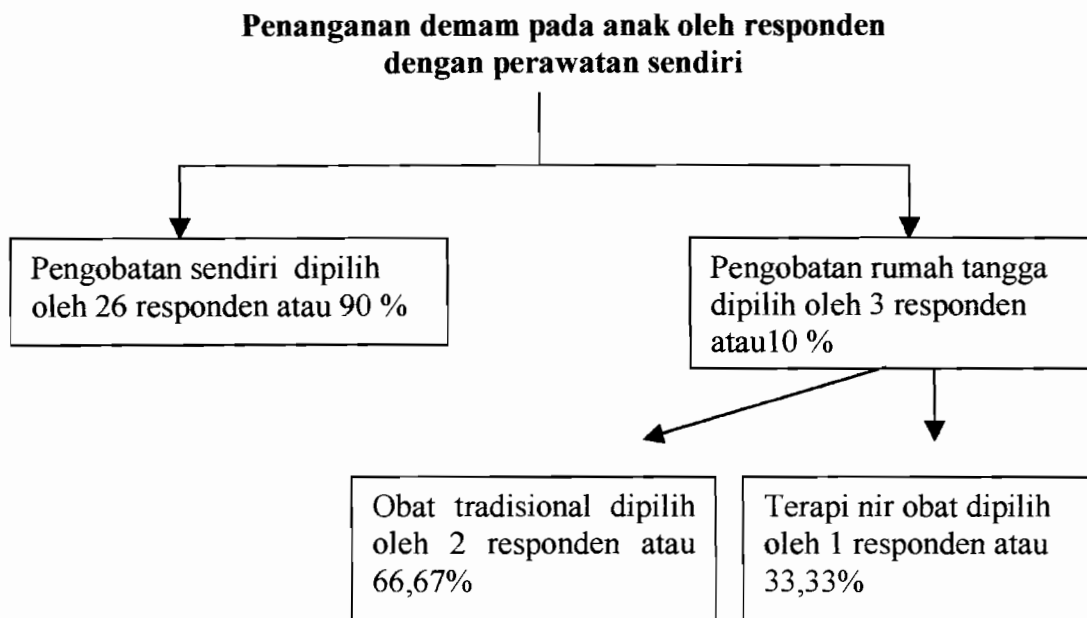 Penanganan demam pada anak oleh responden
dengan perawatan sendiri
Pengobatan sendiri dipilih
oleh 26 responden atau 90 %
Pengobatan rumah tangga
dipilih oleh 3 responden
atau10 %
Obat tradisional dipilih
oleh 2 responden atau
66,67%
Terapi nir obat dipilih
oleh 1 responden atau
33,33%